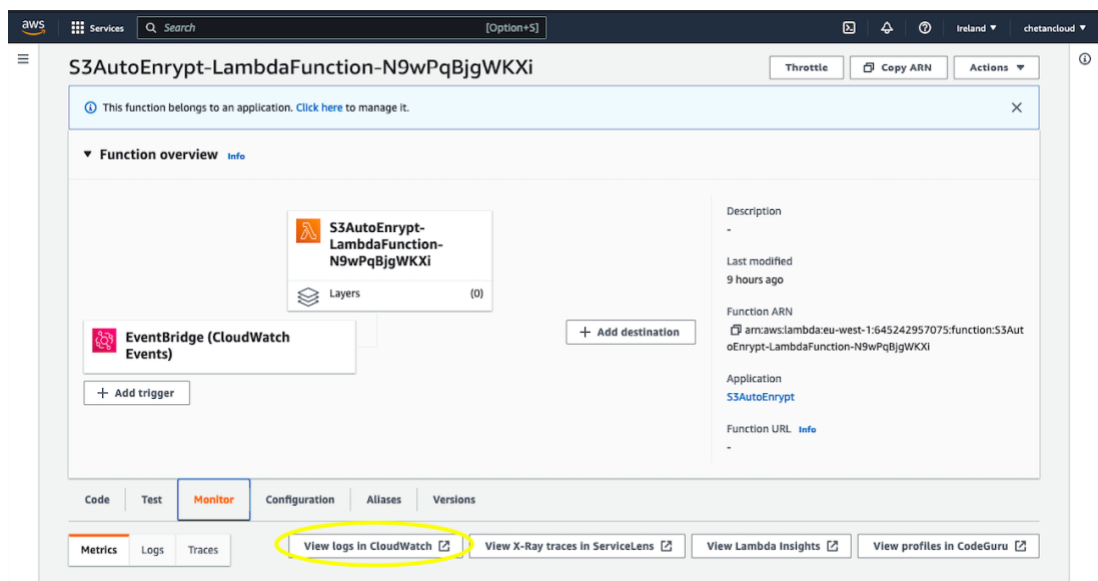 aws
Services
Search
[Option+S]
Ireland
chetancloud
S3AutoEnrypt-LambdaFunction-N9wPqBjgWKXi
Throttle
Copy ARN
Actions
This function belongs to an application. Click here to manage it.
Function overview Info
S3AutoEnrypt-
LambdaFunction-
N9wPqBjgWKXi
Layers
(0)
EventBridge (CloudWatch
Events)
+ Add trigger
+ Add destination
Description
-
Last modified
9 hours ago
Function ARN
arn:aws:lambda:eu-west-1:645242957075:function:S3Aut
oEnrypt-LambdaFunction-N9wPqBjgWKXi
Application
S3AutoEnrypt
Function URL Info
-
Code
Test
Monitor
Configuration
Aliases
Versions
Metrics
Logs
Traces
View logs in CloudWatch
View X-Ray traces in ServiceLens
View Lambda Insights
View profiles in CodeGuru